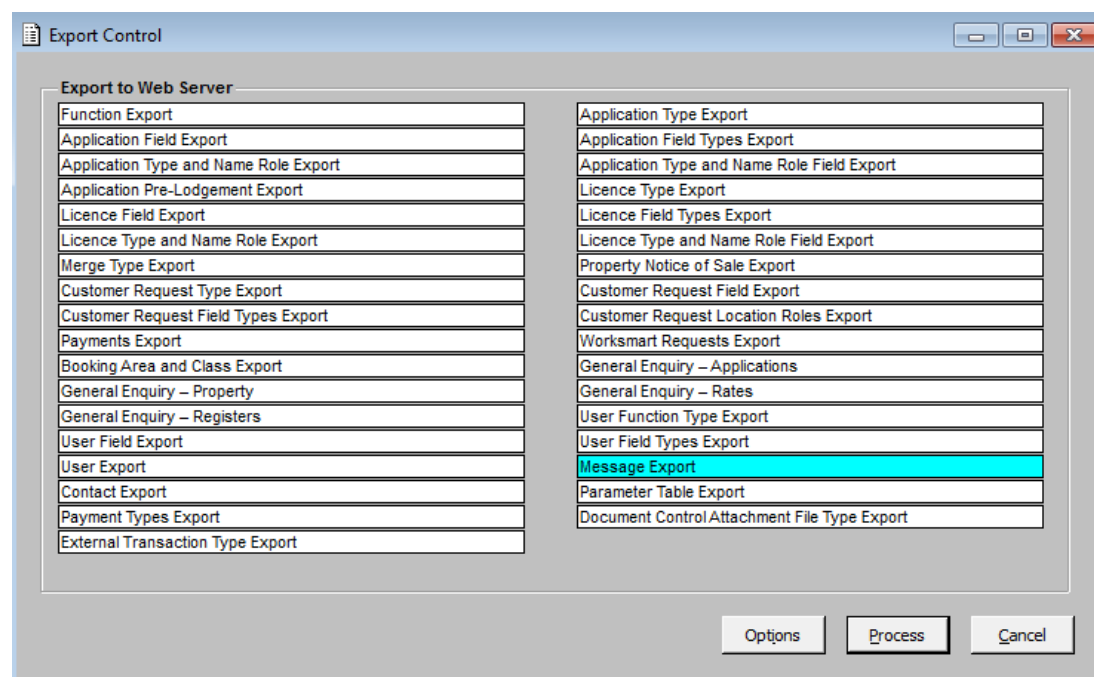 Export Control
Export to Web Server
Function Export
Application Type Export
Application Field Export
Application Field Types Export
Application Type and Name Role Export
Application Type and Name Role Field Export
Application Pre-Lodgement Export
Licence Type Export
Licence Field Export
Licence Field Types Export
Licence Type and Name Role Export
Licence Type and Name Role Field Export
Merge Type Export
Property Notice of Sale Export
Customer Request Type Export
Customer Request Field Export
Customer Request Field Types Export
Customer Request Location Roles Export
Payments Export
Worksmart Requests Export
Booking Area and Class Export
General Enquiry – Applications
General Enquiry – Property
General Enquiry – Rates
General Enquiry – Registers
User Function Type Export
User Field Export
User Field Types Export
User Export
Message Export
Contact Export
Parameter Table Export
Payment Types Export
Document Control Attachment File Type Export
External Transaction Type Export
Options
Process
Cancel